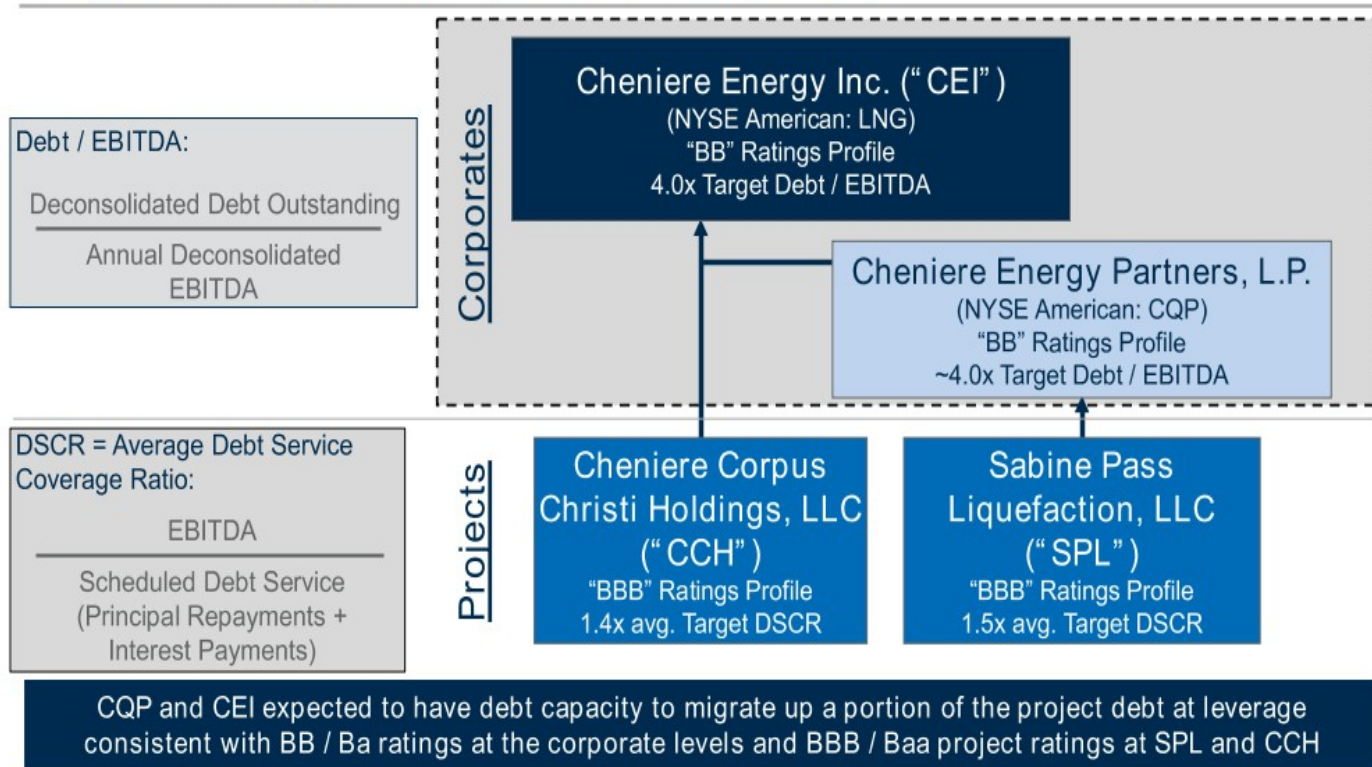 Cheniere Energy Inc. (“CEI”)
(NYSE American: LNG)
“BB” Ratings Profile
4.0x Target Debt / EBITDA
Corporates
Debt / EBITDA:
Deconsolidated Debt Outstanding
Annual Deconsolidated
EBITDA
Cheniere Energy Partners, L.P.
(NYSE American: CQP)
“BB” Ratings Profile
~4.0x Target Debt / EBITDA
DSCR = Average Debt Service
Coverage Ratio:
EBITDA
Scheduled Debt Service
(Principal Repayments +
Interest Payments)
Projects
Cheniere Corpus
Christi Holdings, LLC
(“CCH”)
“BBB” Ratings Profile
1.4x avg. Target DSCR
Sabine Pass
Liquefaction, LLC
(“SPL”)
“BBB” Ratings Profile
1.5x avg. Target DSCR
CQP and CEI expected to have debt capacity to migrate up a portion of the project debt at leverage
consistent with BB / Ba ratings at the corporate levels and BBB / Baa project ratings at SPL and CCH